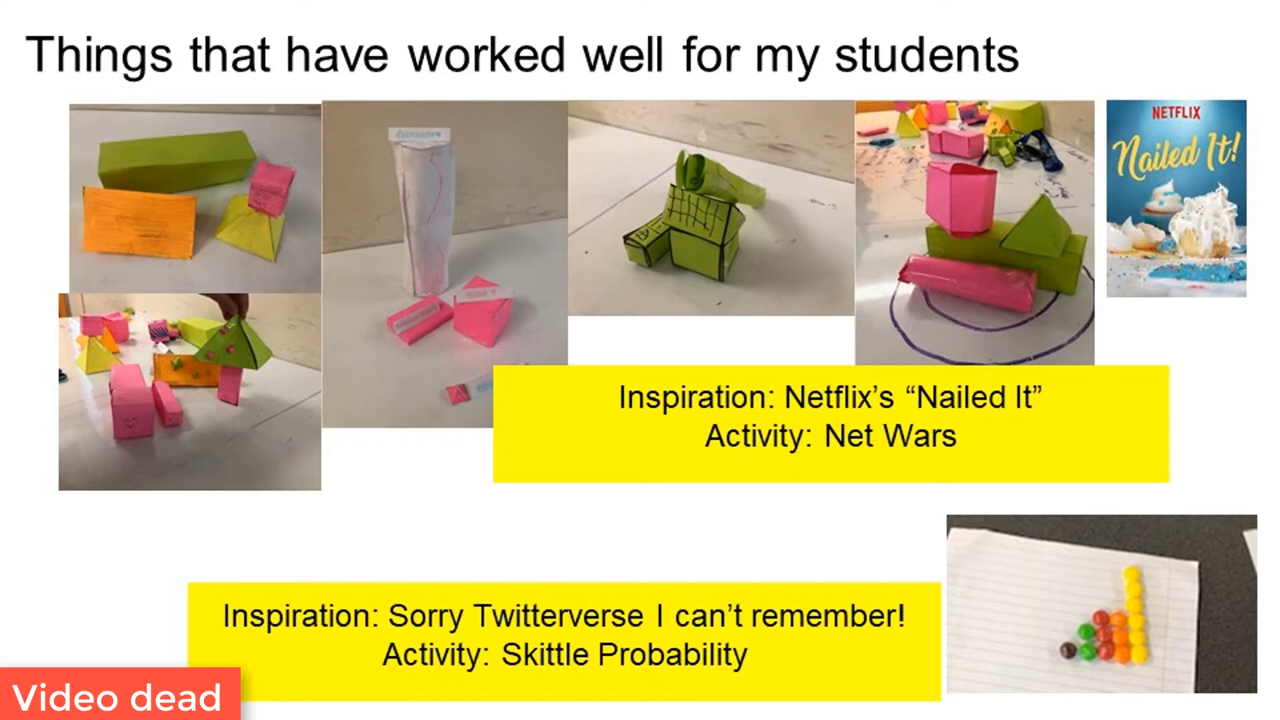 Things that have worked well for my students
NETFLIX
Nailed It!
Inspiration: Netflix's “Nailed It”
Activity: Net Wars
Inspiration: Sorry Twitterverse I can't remember!
Activity: Skittle Probability
Video dead